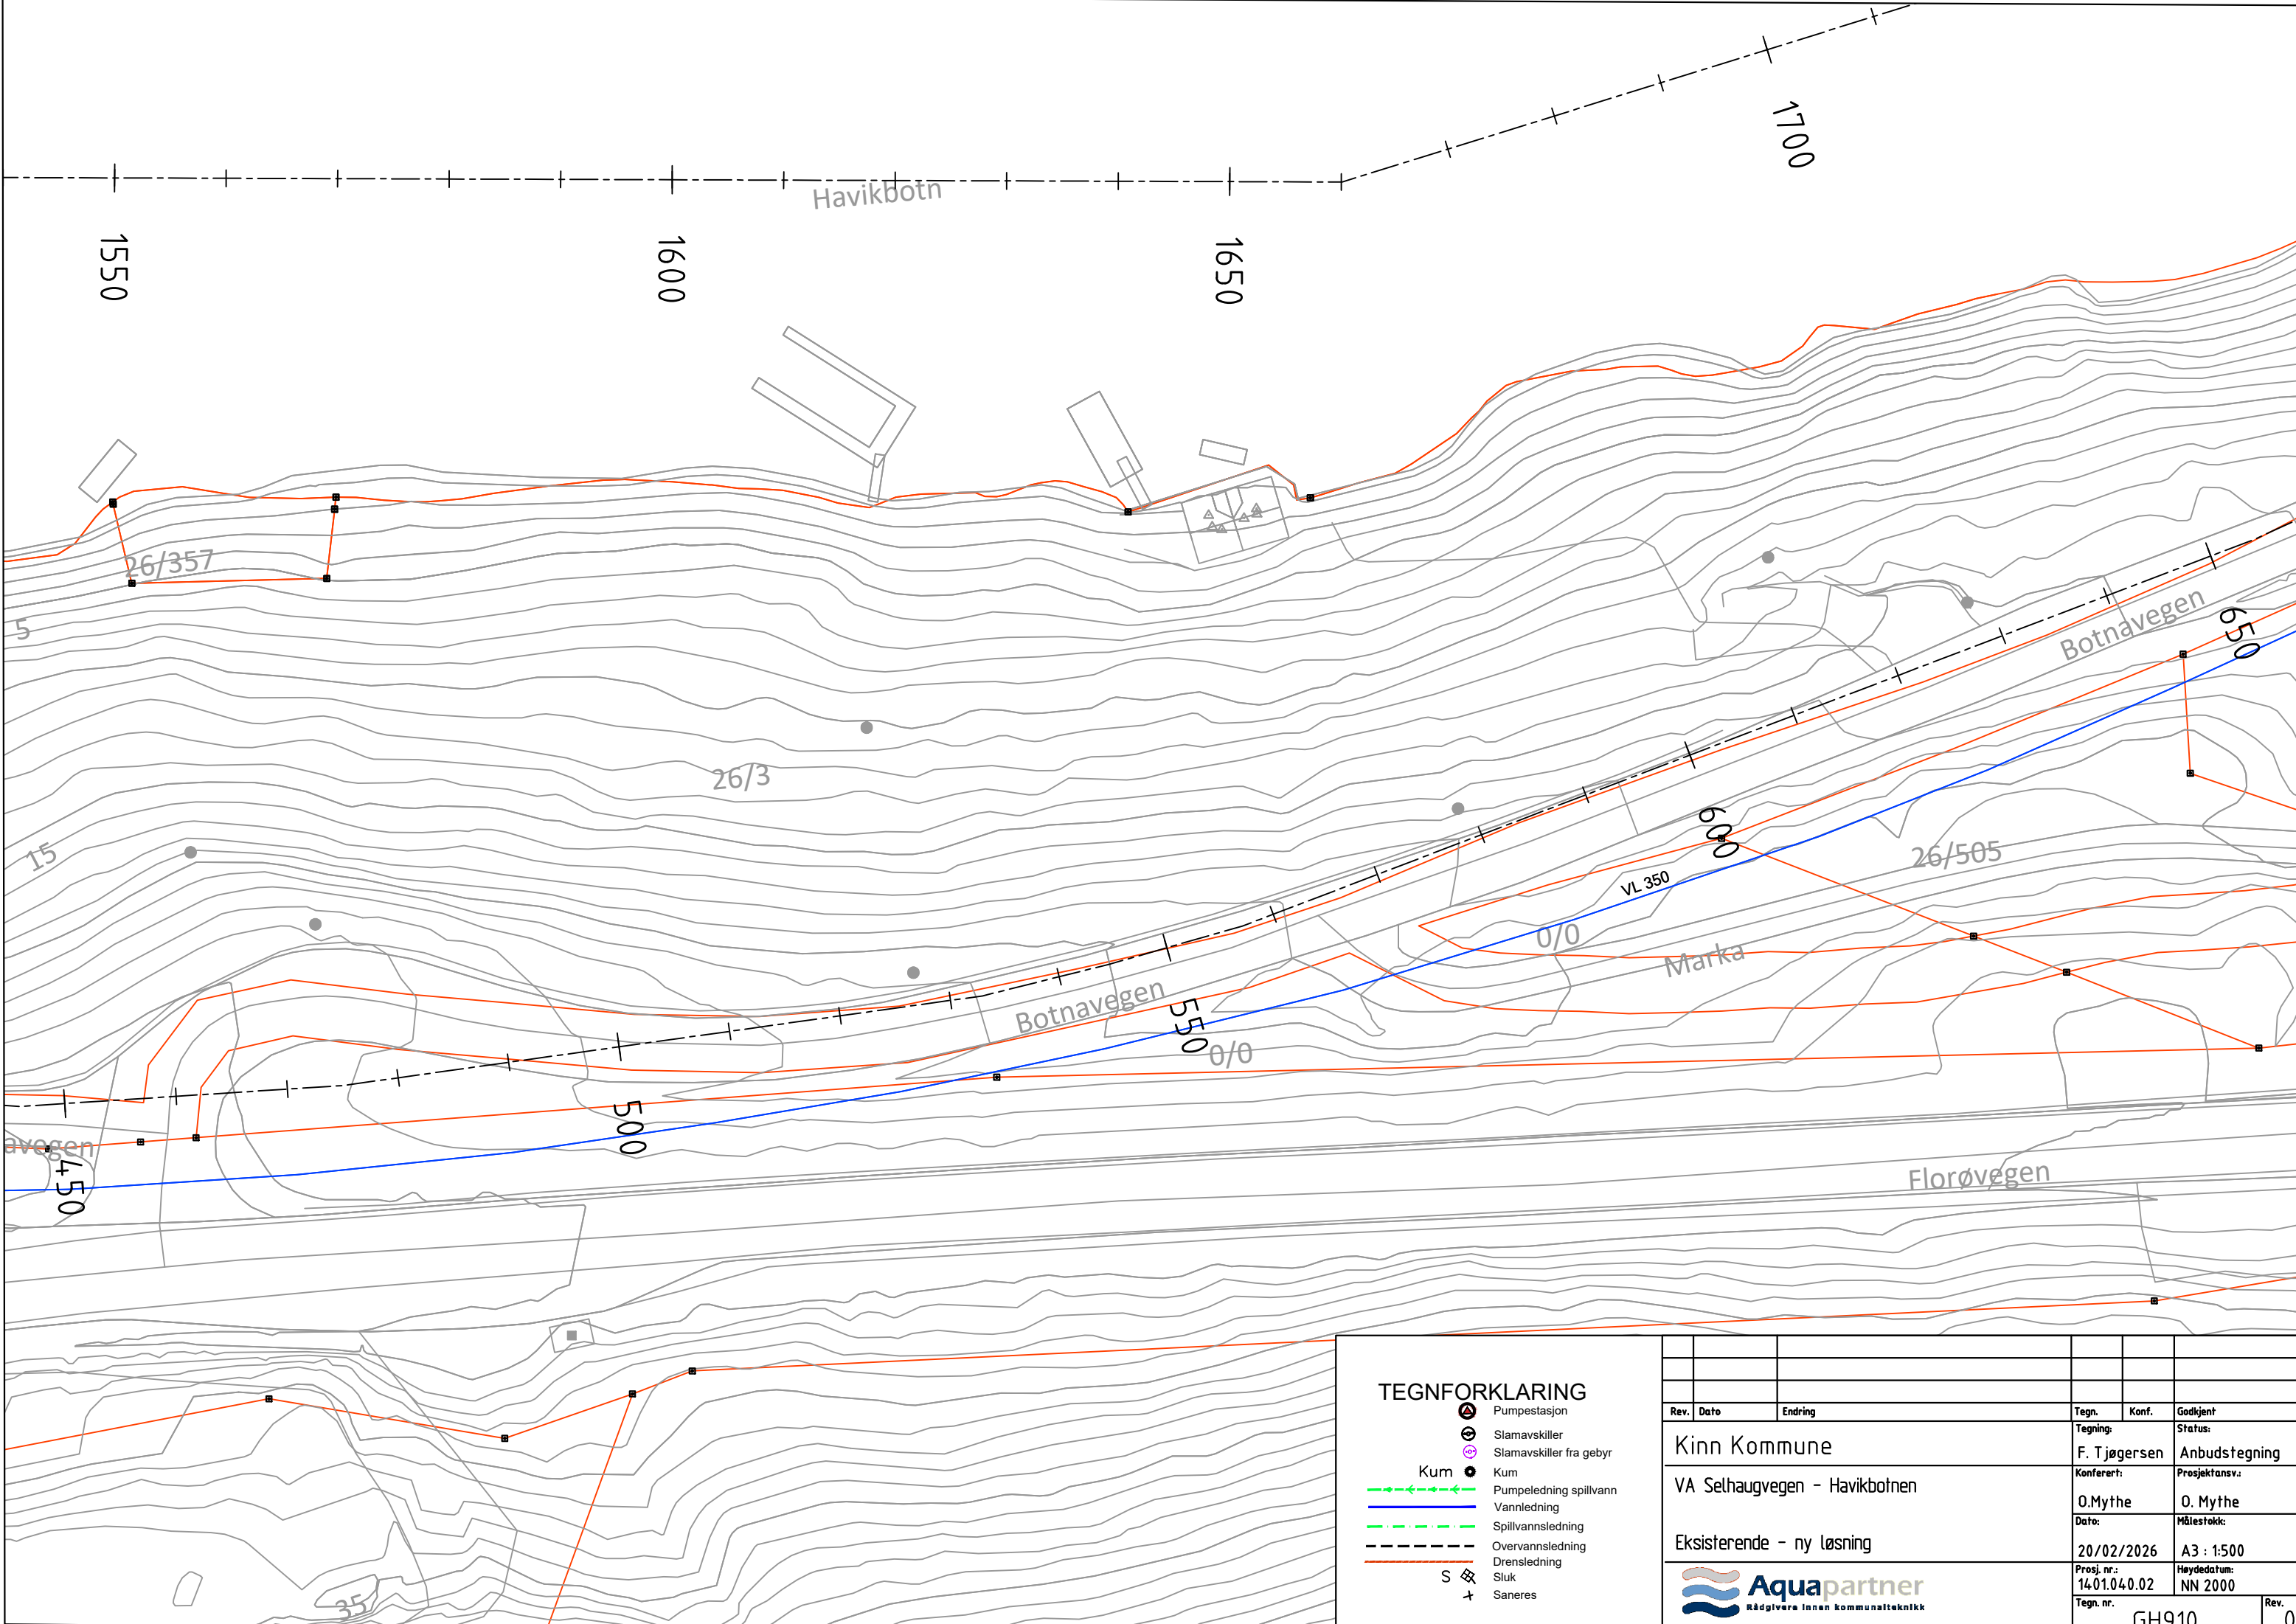 1700
Havikbotn
1550
1600
1650
26/357
5
Botnavegen
650
26/3
15
600
VL 350
26/505
0/0
Marka
Botnavegen
550
0/0
500
avegen
450
Florøvegen
35
TEGNFORKLARING
Pumpestasjon
Slamavskiller
Slamavskiller fra gebyr
Kum Kum
Pumpeledning spillvann
Vannledning
Spillvannsledning
Overvannsledning
Drensledning
S Sluk
Saneres
Rev. Dato Endring Tegn. Konf. Godkjent
Kinn Kommune
Tegning: Status:
F. Tjøgersen Anbudstegning
VA Selhaugvegen - Havikbotnen
Konferert: Prosjektansv.:
O.Mythe O. Mythe
Eksisterende - ny løsning
Dato: Målestokk:
20/02/2026 A3 : 1:500
Aquapartner
Rådgivere innen kommunalteknikk
Prosj. nr.: Høydedatum:
1401.040.02 NN 2000
Tegn. nr. Rev.
GH910